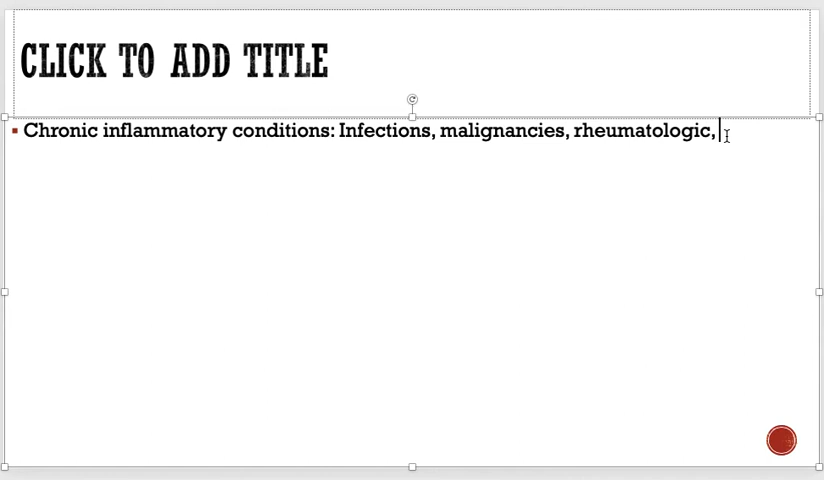 CLICK TO ADD TITLE
Chronic inflammatory conditions: Infections, malignancies, rheumatologic,